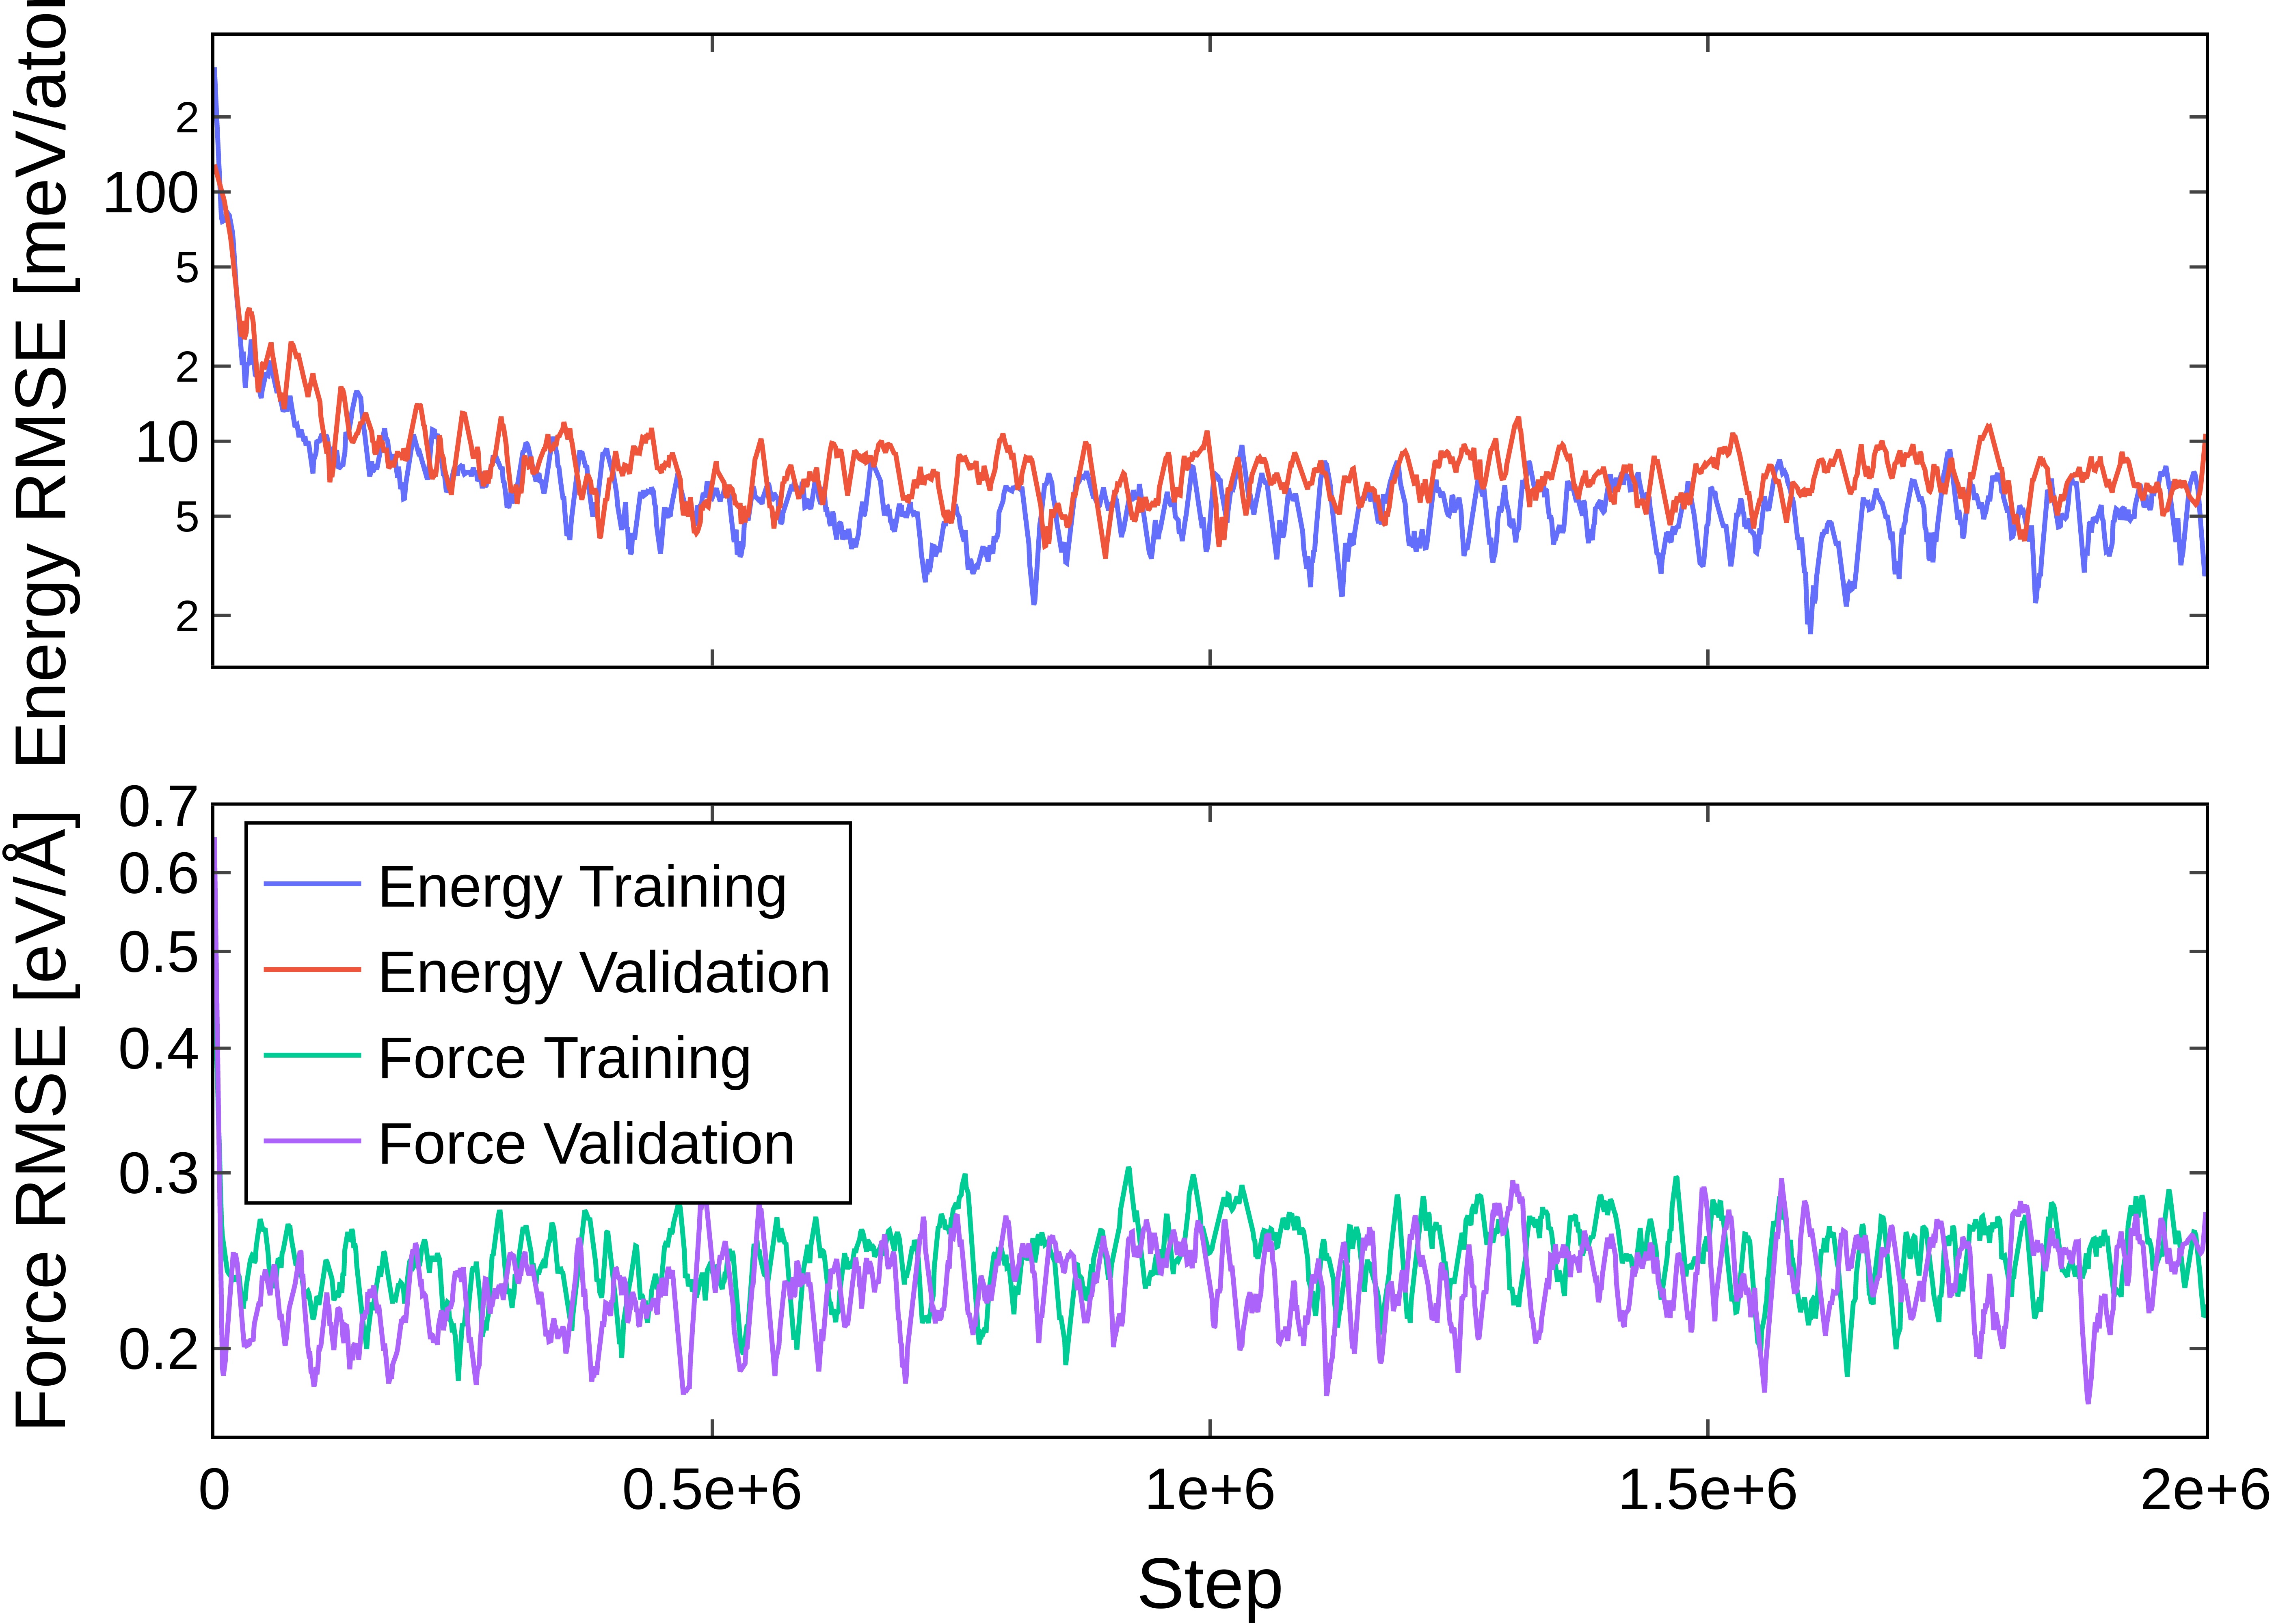 Energy RMSE [meV/ato
2
100
5
2
10
5
2
Force RMSE [eV/Å]
0.7
0.6
0.5
0.4
0.3
0.2
Energy Training
Energy Validation
Force Training
Force Validation
0 0.5e+6 1e+6 1.5e+6 2e+6
Step